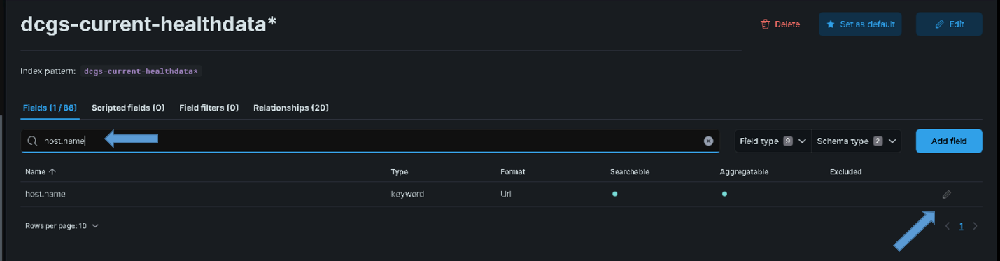 dcgs-current-healthdata*
Delete
Set as default
Edit
Index pattern: dcgs-current-healthdata*
Fields (1 / 66)
Scripted fields (0)
Field filters (0)
Relationships (20)
host.name
Field type 9
Schema type 2
Add field
Name
Type
Format
Searchable
Aggregatable
Excluded
host.name
keyword
Url
Rows per page: 10
1